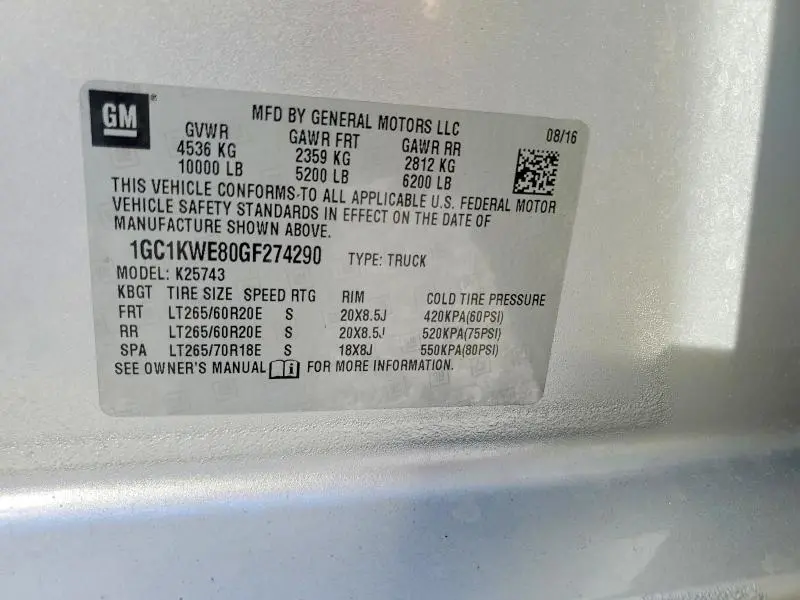 GM
MFD BY GENERAL MOTORS LLC 08/16
GVWR GAWR FRT GAWR RR
4536 KG 2359 KG 2812 KG
10000 LB 5200 LB 6200 LB
THIS VEHICLE CONFORMS TO ALL APPLICABLE U.S. FEDERAL MOTOR
VEHICLE SAFETY STANDARDS IN EFFECT ON THE DATE OF
MANUFACTURE SHOWN ABOVE.
1GC1KWE80GF274290 TYPE: TRUCK
MODEL: K25743
KBGT TIRE SIZE SPEED RTG RIM COLD TIRE PRESSURE
FRT LT265/60R20E S 20X8.5J 420KPA(60PSI)
RR LT265/60R20E S 20X8.5J 520KPA(75PSI)
SPA LT265/70R18E S 18X8J 550KPA(80PSI)
SEE OWNER'S MANUAL FOR MORE INFORMATION.